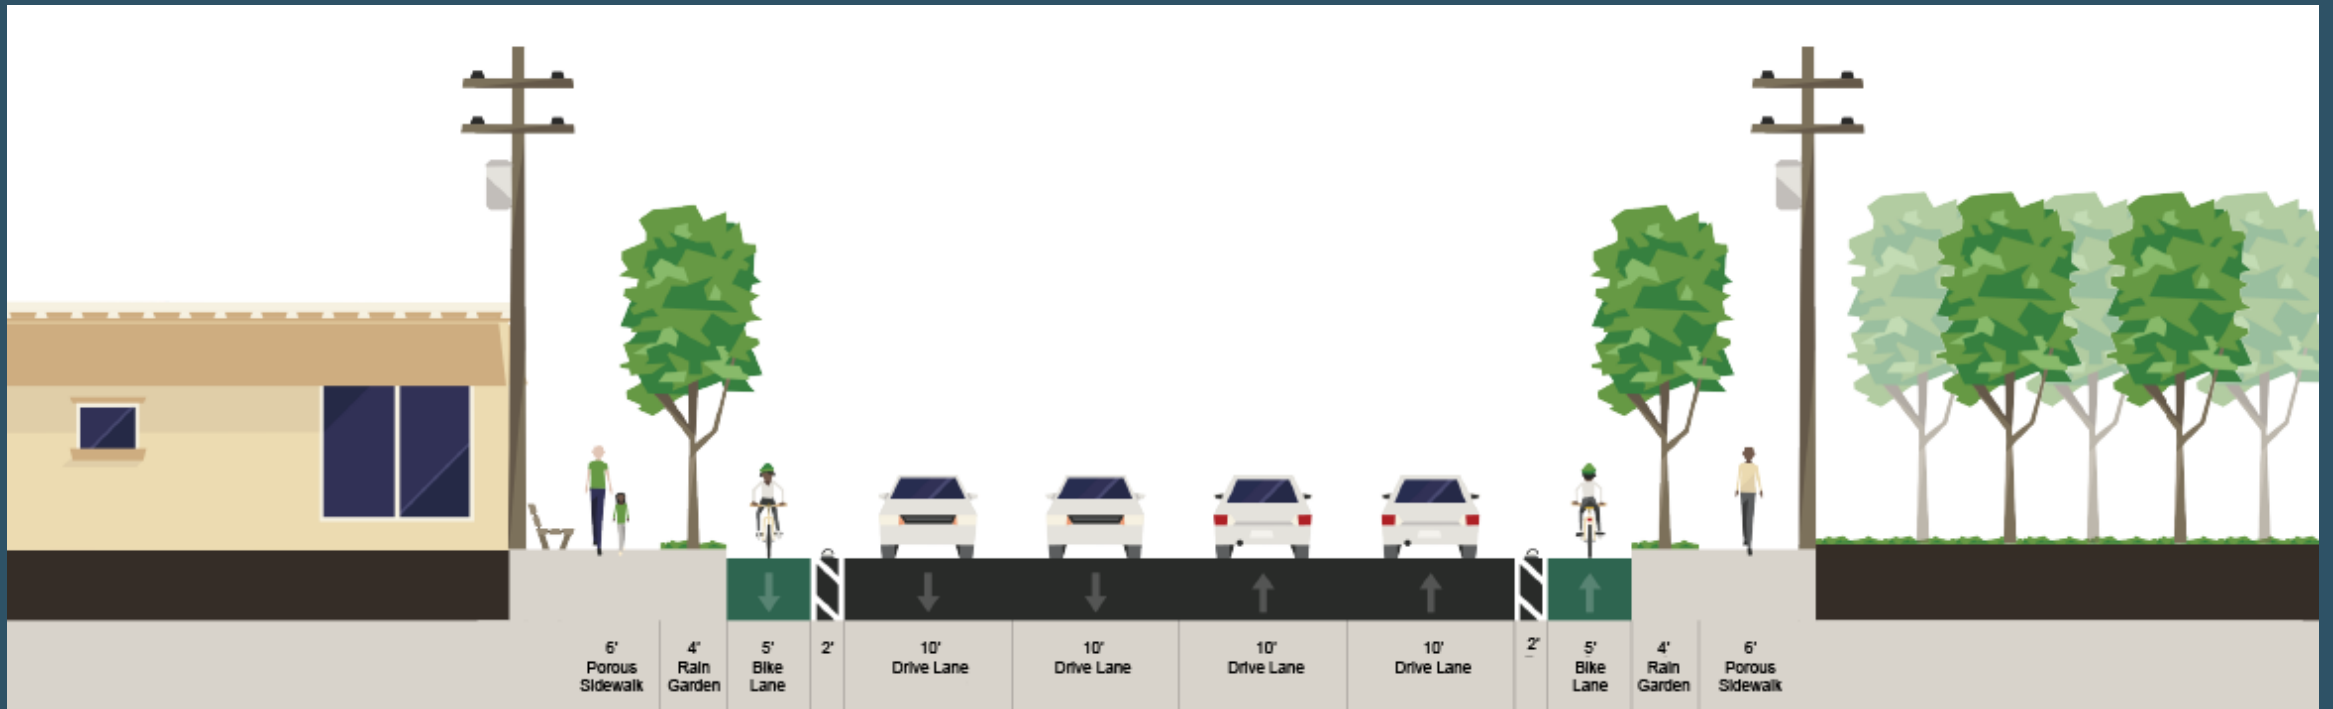 6'
Porous
Sidewalk
4'
Rain
Garden
5'
Bike
Lane
2'
10'
Drive Lane
10'
Drive Lane
10'
Drive Lane
10'
Drive Lane
2'
5'
Bike
Lane
4'
Rain
Garden
6'
Porous
Sidewalk